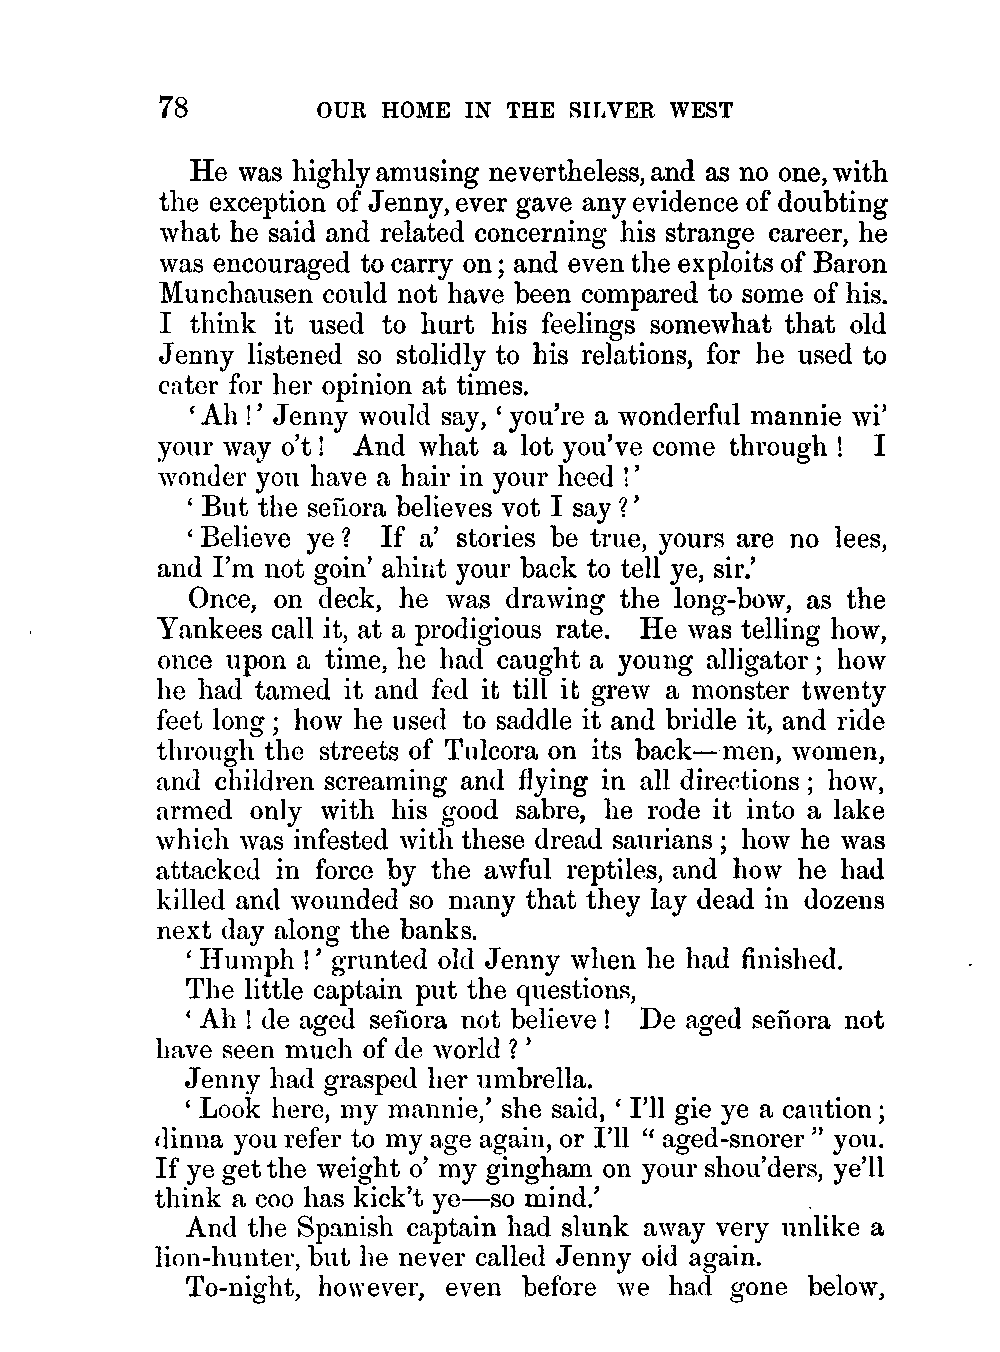 78 OUR HOME IN THE SILVER WEST
He was highly amusing nevertheless, and as no one, with
the exception of Jenny, ever gave any evidence of doubting
what he said and related concerning his strange career, he
was encouraged to carry on; and even the exploits of Baron
Munchausen could not have been compared to some of his.
I think it used to hurt his feelings somewhat that old
Jenny listened so stolidly to his relations, for he used to
cater for her opinion at times.
'Ah!' Jenny would say, 'you're a wonderful mannie wi'
your way o't! And what a lot you've come through! I
wonder you have a hair in your heed!'
'But the señora believes vot I say?'
'Believe ye? If a' stories be true, yours are no lees,
and I'm not goin' ahint your back to tell ye, sir.'
Once, on deck, he was drawing the long-bow, as the
Yankees call it, at a prodigious rate. He was telling how,
once upon a time, he had caught a young alligator; how
he had tamed it and fed it till it grew a monster twenty
feet long; how he used to saddle it and bridle it, and ride
through the streets of Tulcora on its back—men, women,
and children screaming and flying in all directions; how,
armed only with his good sabre, he rode it into a lake
which was infested with these dread saurians; how he was
attacked in force by the awful reptiles, and how he had
killed and wounded so many that they lay dead in dozens
next day along the banks.
'Humph!' grunted old Jenny when he had finished.
The little captain put the questions,
'Ah! de aged señora not believe! De aged señora not
have seen much of de world?'
Jenny had grasped her umbrella.
'Look here, my mannie,' she said, 'I'll gie ye a caution;
dinna you refer to my age again, or I'll "aged-snorer" you.
If ye get the weight o' my gingham on your shou'ders, ye'll
think a coo has kick't ye—so mind.'
And the Spanish captain had slunk away very unlike a
lion-hunter, but he never called Jenny old again.
To-night, however, even before we had gone below,